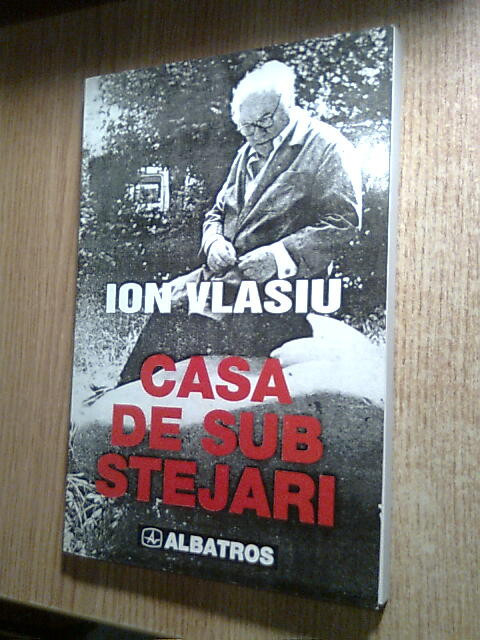 ION VLASIU
CASA
DE SUB
STEJARI
ALBATROS